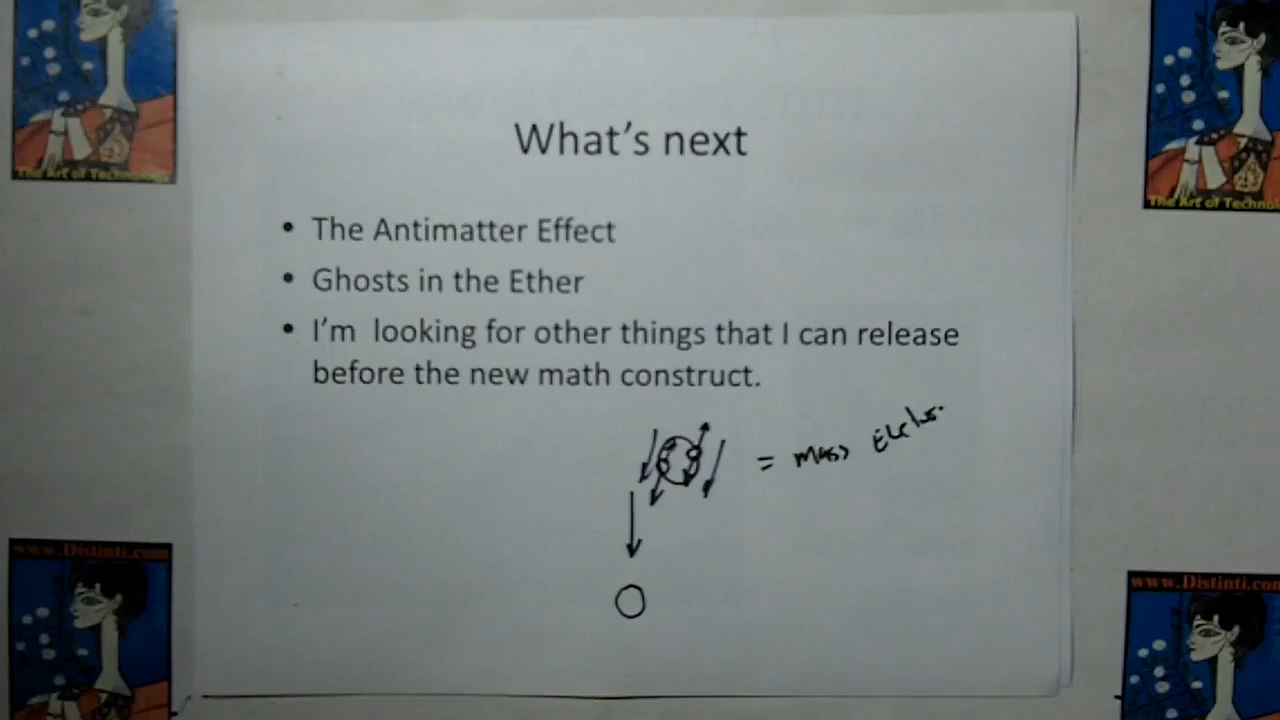 The Art of Technology
The Art of Technol
What's next
• The Antimatter Effect
• Ghosts in the Ether
• I'm looking for other things that I can release
before the new math construct.
= mass
www.Distinti.com
www.Distinti.com